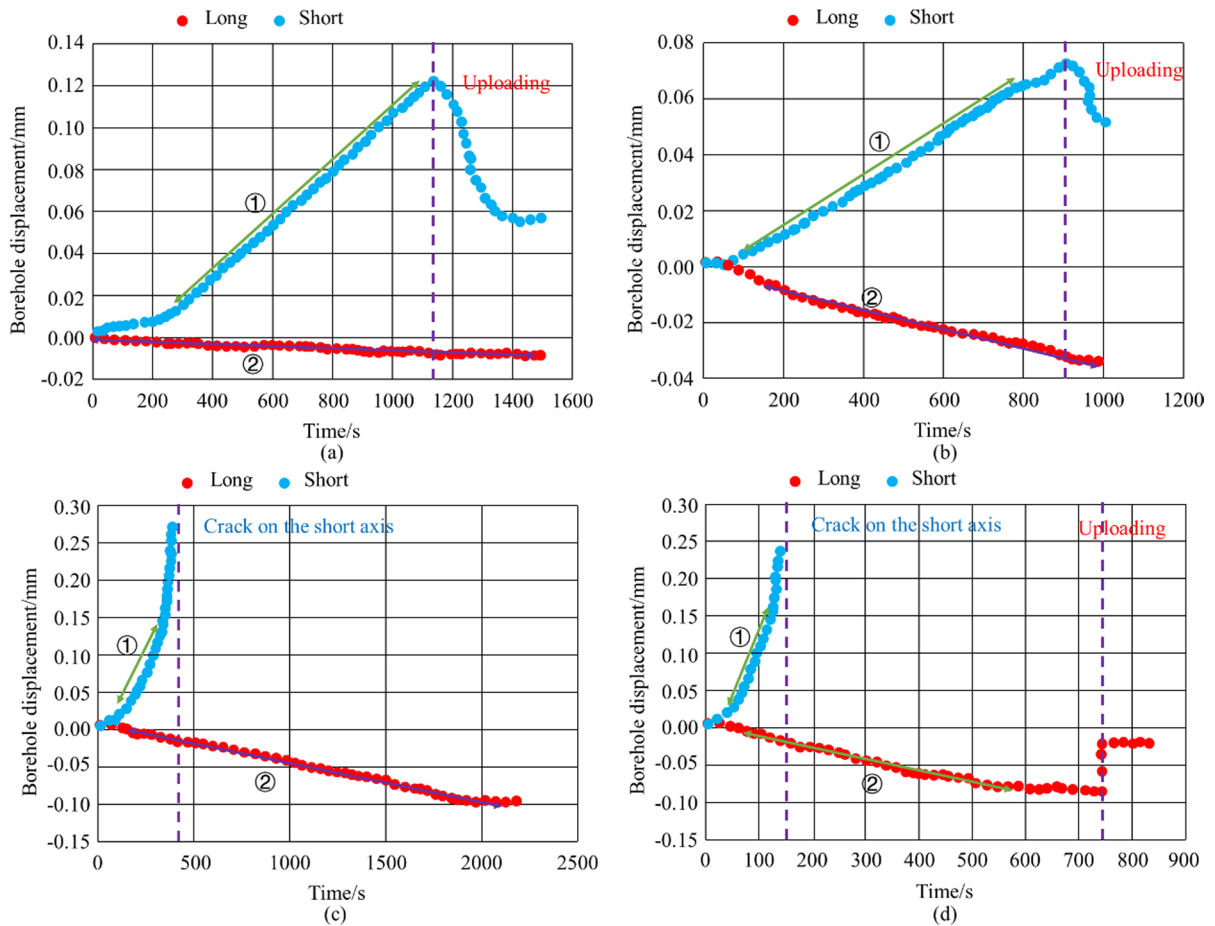 Long Short
0.14
0.12
0.10
0.08
0.06
0.04
0.02
0.00
-0.02
Borehole displacement/mm
Uploading
①
②
0 200 400 600 800 1000 1200 1400 1600
Time/s
(a)
Long Short
0.08
0.06
0.04
0.02
0.00
-0.02
-0.04
Borehole displacement/mm
Uploading
①
②
0 200 400 600 800 1000 1200
Time/s
(b)
Long Short
0.30
0.25
0.20
0.15
0.10
0.05
0.00
-0.05
-0.10
-0.15
Borehole displacement/mm
Crack on the short axis
①
②
0 500 1000 1500 2000 2500
Time/s
(c)
Long Short
0.30
0.25
0.20
0.15
0.10
0.05
0.00
-0.05
-0.10
-0.15
Borehole displacement/mm
Crack on the short axis
Uploading
①
②
0 100 200 300 400 500 600 700 800 900
Time/s
(d)